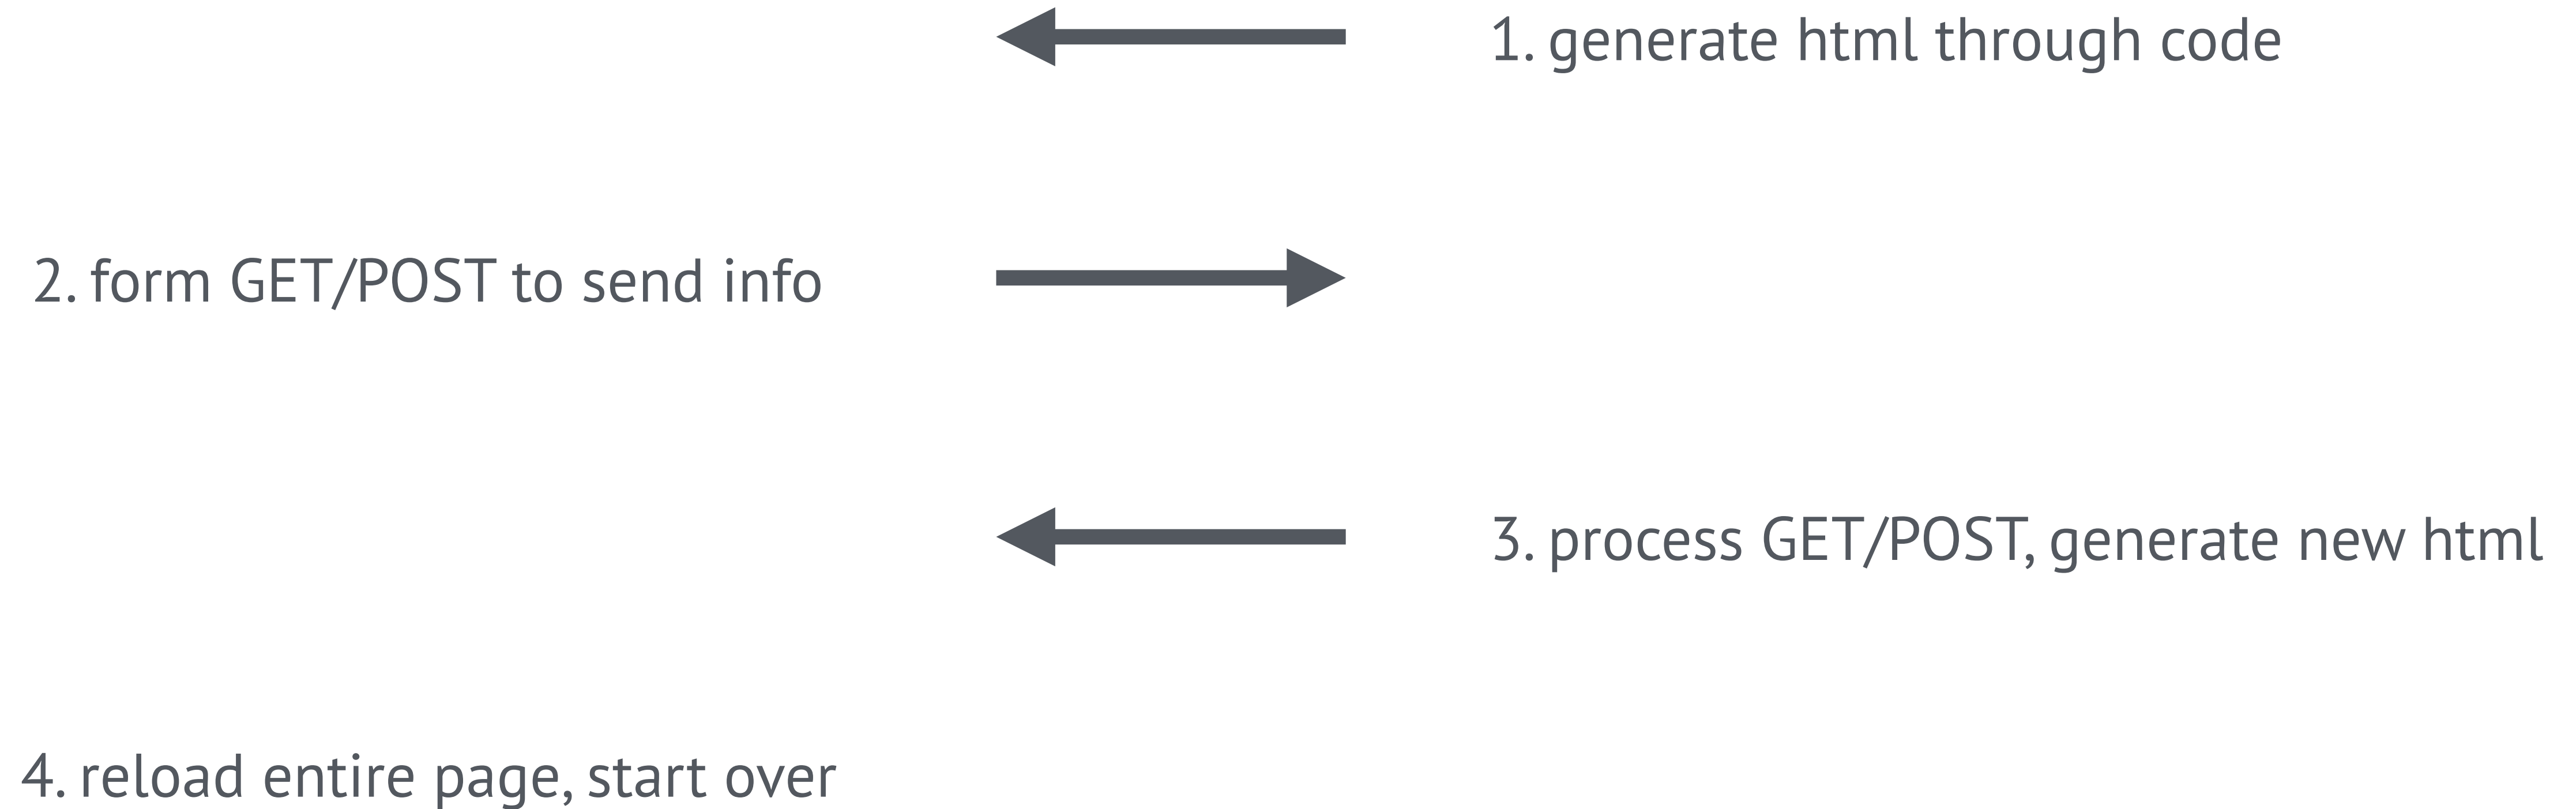 1. generate html through code
2. form GET/POST to send info
3. process GET/POST, generate new html
4. reload entire page, start over